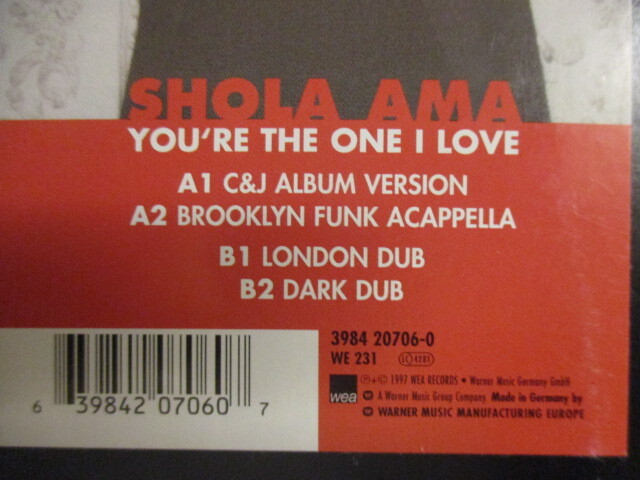 SHOLA AMA
YOU'RE THE ONE I LOVE
A1 C&J ALBUM VERSION
A2 BROOKLYN FUNK ACAPPELLA
B1 LONDON DUB
B2 DARK DUB
3984 20706-0
WE 231 LC 4281
℗+© 1997 WEA RECORDS • Warner Music Germany GmbH
A Warner Music Group Company. Made in Germany by
WARNER MUSIC MANUFACTURING EUROPE
wea
6 39842 07060 7